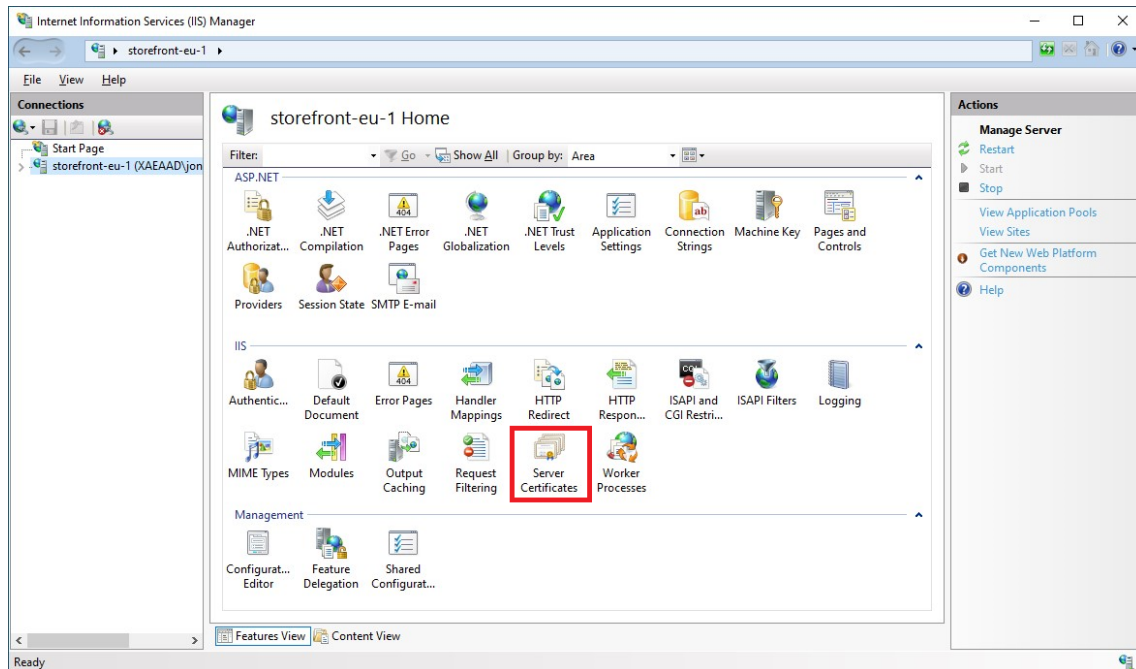 Internet Information Services (IIS) Manager
storefront-eu-1
File View Help
Connections
Start Page
storefront-eu-1 (XAEAAD\jon
storefront-eu-1 Home
Filter: Go Show All Group by: Area
ASP.NET
.NET Authorizat...
.NET Compilation
.NET Error Pages
.NET Globalization
.NET Trust Levels
Application Settings
Connection Strings
Machine Key
Pages and Controls
Providers
Session State
SMTP E-mail
IIS
Authentic...
Default Document
Error Pages
Handler Mappings
HTTP Redirect
HTTP Respon...
ISAPI and CGI Restri...
ISAPI Filters
Logging
MIME Types
Modules
Output Caching
Request Filtering
Server Certificates
Worker Processes
Management
Configurat... Editor
Feature Delegation
Shared Configurat...
Features View
Content View
Actions
Manage Server
Restart
Start
Stop
View Application Pools
View Sites
Get New Web Platform
Components
Help
Ready